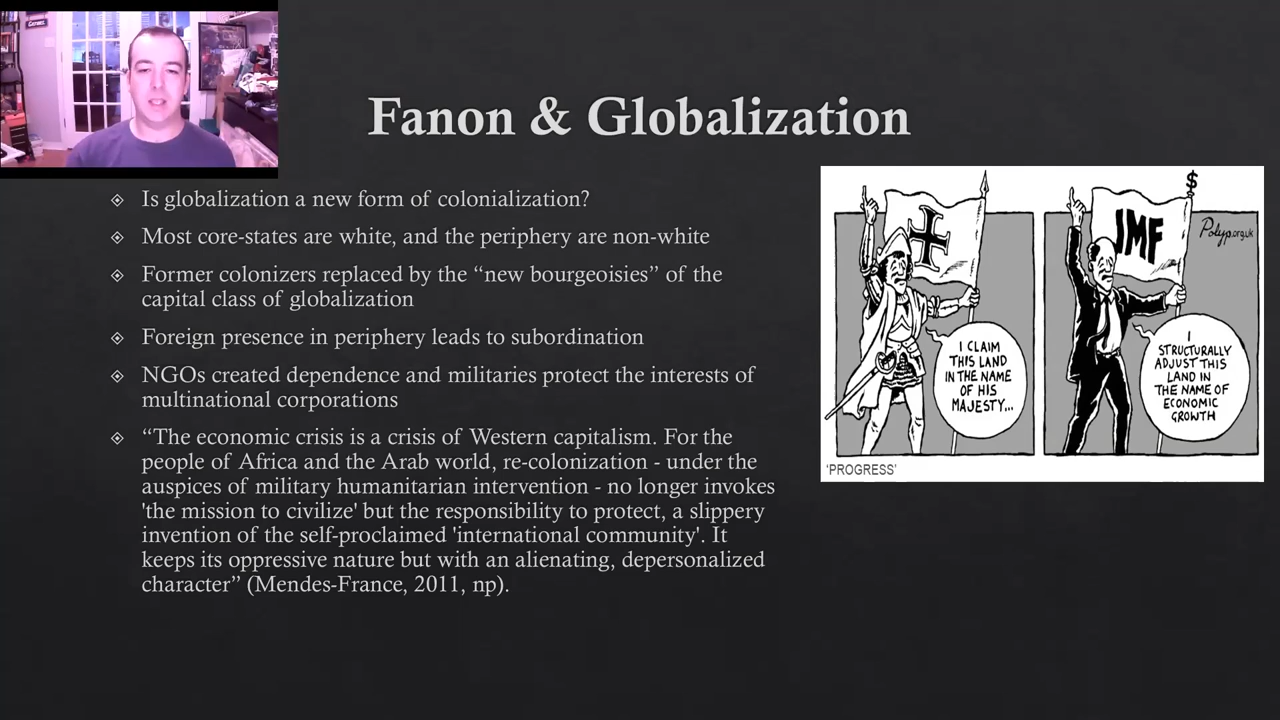 Fanon & Globalization
Is globalization a new form of colonialization?
Most core-states are white, and the periphery are non-white
Former colonizers replaced by the “new bourgeoisies” of the
capital class of globalization
Foreign presence in periphery leads to subordination
NGOs created dependence and militaries protect the interests of
multinational corporations
“The economic crisis is a crisis of Western capitalism. For the
people of Africa and the Arab world, re-colonization - under the
auspices of military humanitarian intervention - no longer invokes
'the mission to civilize' but the responsibility to protect, a slippery
invention of the self-proclaimed 'international community'. It
keeps its oppressive nature but with an alienating, depersonalized
character” (Mendes-France, 2011, np).
I CLAIM
THIS LAND
IN THE NAME
OF HIS
MAJESTY...
$
IMF
Polyp.org.uk
I
STRUCTURALLY
ADJUST THIS
LAND IN
THE NAME OF
ECONOMIC
GROWTH
'PROGRESS'